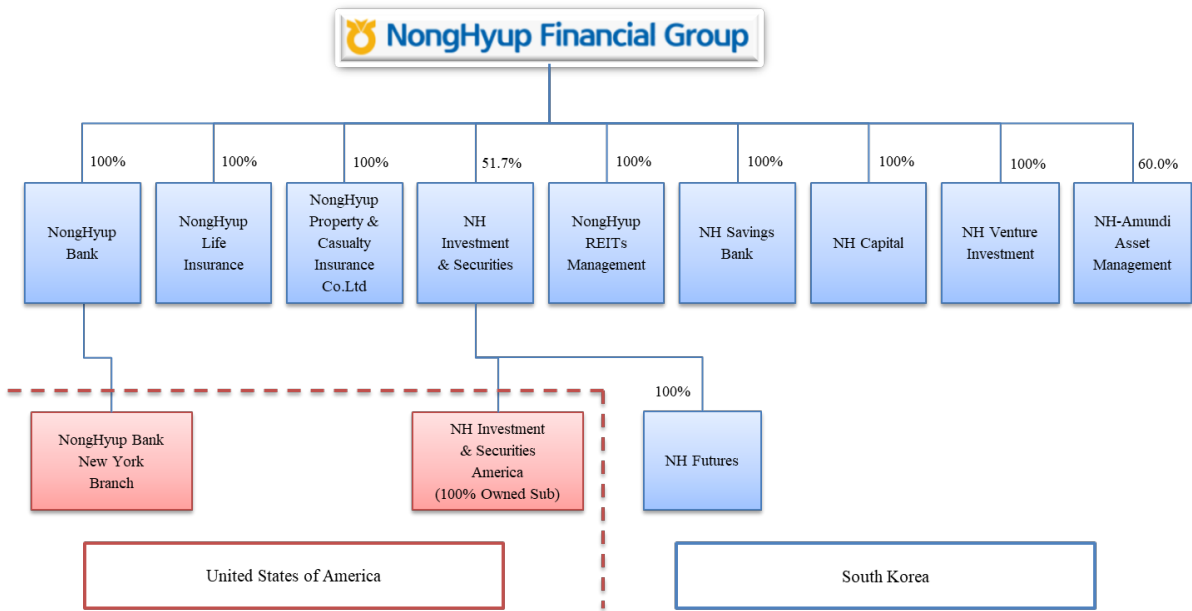 NongHyup Financial Group
100%
100%
100%
51.7%
100%
100%
100%
100%
60.0%
NongHyup
Bank
NongHyup
Life
Insurance
NongHyup
Property &
Casualty
Insurance
Co.Ltd
NH
Investment
& Securities
NongHyup
REITs
Management
NH Savings
Bank
NH Capital
NH Venture
Investment
NH-Amundi
Asset
Management
100%
NongHyup Bank
New York
Branch
NH Investment
& Securities
America
(100% Owned Sub)
NH Futures
United States of America
South Korea